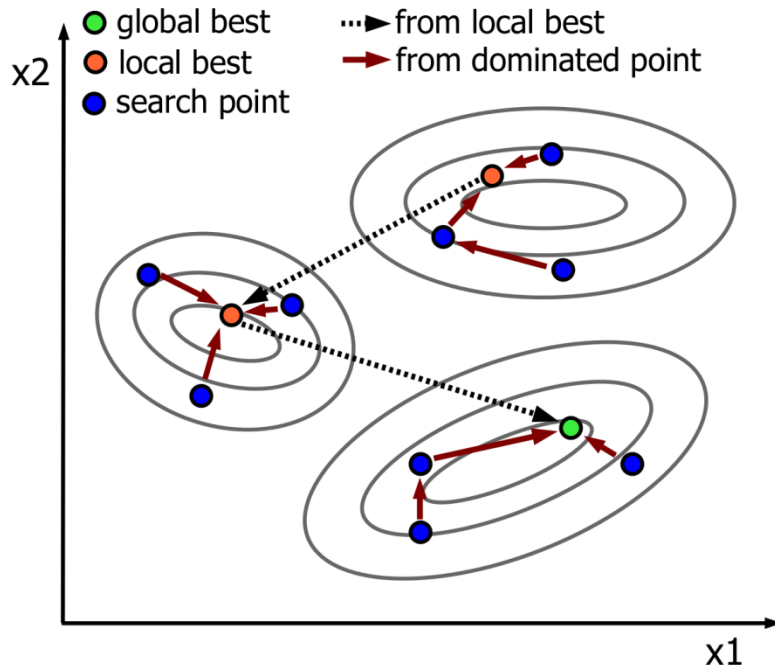 global best
local best
search point
from local best
from dominated point
x2
x1